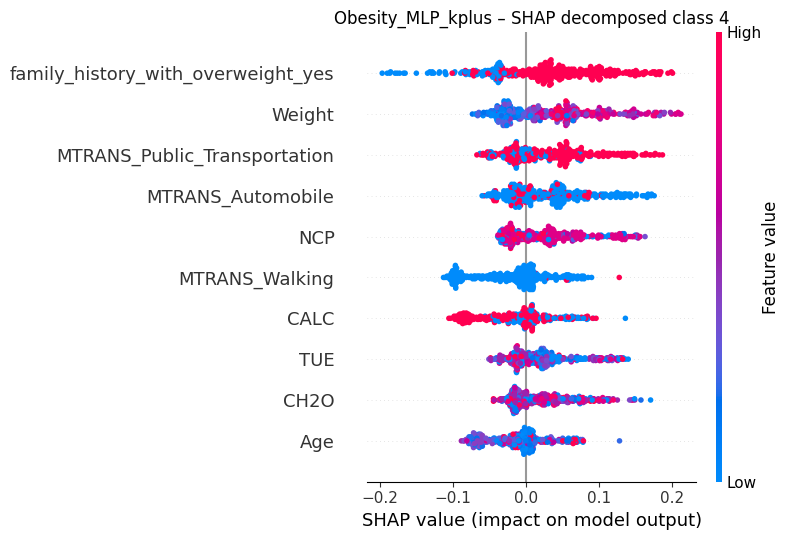 Obesity_MLP_kplus – SHAP decomposed class 4
High
family_history_with_overweight_yes
Weight
MTRANS_Public_Transportation
MTRANS_Automobile
NCP
MTRANS_Walking
CALC
TUE
CH2O
Age
Feature value
Low
−0.2 −0.1 0.0 0.1 0.2
SHAP value (impact on model output)